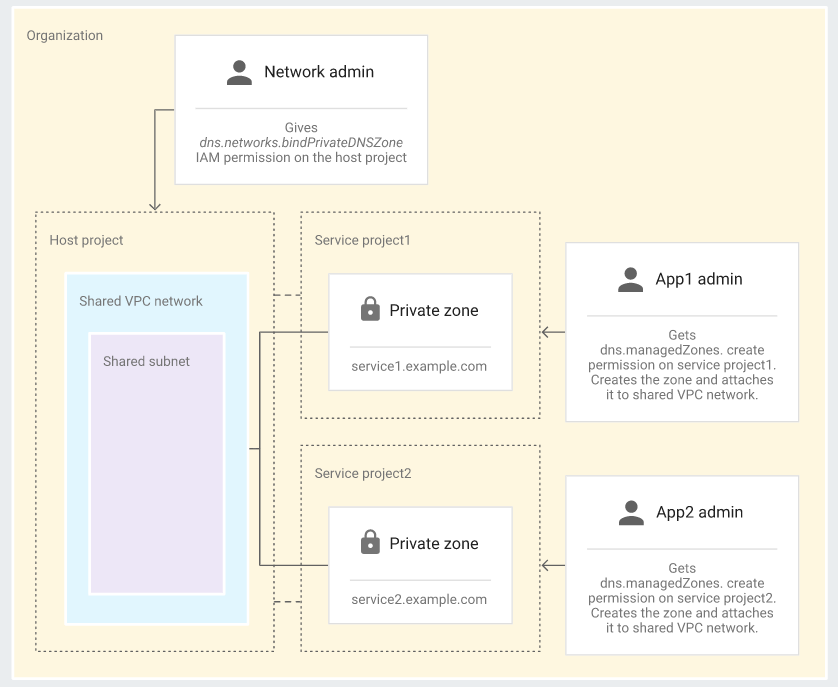 Organization
Network admin
Gives
dns.networks.bindPrivateDNSZone
IAM permission on the host project
Host project
Shared VPC network
Shared subnet
Service project1
Private zone
service1.example.com
App1 admin
Gets
dns.managedZones. create
permission on service project1.
Creates the zone and attaches
it to shared VPC network.
Service project2
Private zone
service2.example.com
App2 admin
Gets
dns.managedZones. create
permission on service project2.
Creates the zone and attaches
it to shared VPC network.